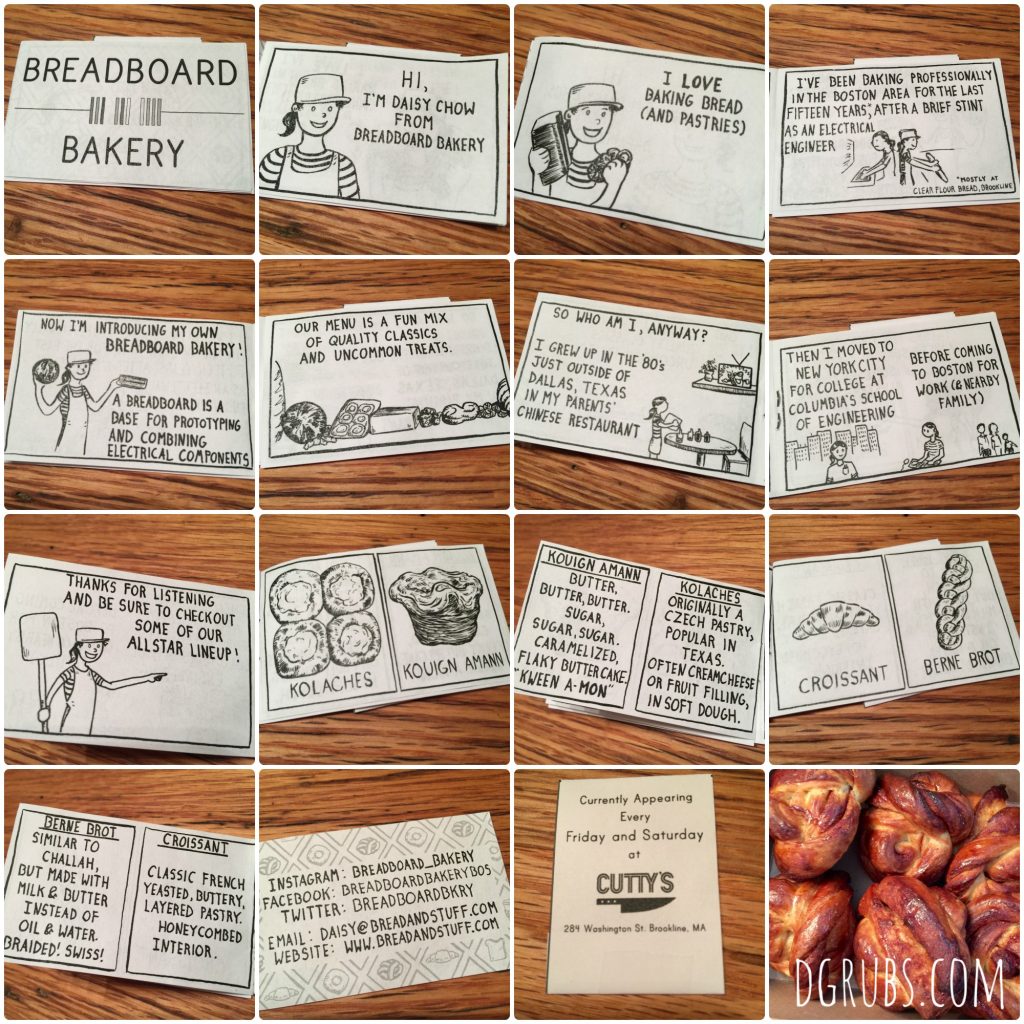 BREADBOARD
BAKERY
HI,
I'M DAISY CHOW
FROM
BREADBOARD BAKERY
I LOVE
BAKING BREAD
(AND PASTRIES)
I'VE BEEN BAKING PROFESSIONALLY
IN THE BOSTON AREA FOR THE LAST
FIFTEEN YEARS*, AFTER A BRIEF STINT
AS AN ELECTRICAL
ENGINEER
*MOSTLY AT
CLEAR FLOUR BREAD, BROOKLINE
NOW I'M INTRODUCING MY OWN
BREADBOARD BAKERY!
A BREADBOARD IS A
BASE FOR PROTOTYPING
AND COMBINING
ELECTRICAL COMPONENTS
OUR MENU IS A FUN MIX
OF QUALITY CLASSICS
AND UNCOMMON TREATS.
SO WHO AM I, ANYWAY?
I GREW UP IN THE '80s
JUST OUTSIDE OF
DALLAS, TEXAS
IN MY PARENTS'
CHINESE RESTAURANT
THEN I MOVED TO
NEW YORK CITY
FOR COLLEGE AT
COLUMBIA'S SCHOOL
OF ENGINEERING
BEFORE COMING
TO BOSTON FOR
WORK (& NEARBY
FAMILY)
THANKS FOR LISTENING
AND BE SURE TO CHECKOUT
SOME OF OUR
ALLSTAR LINEUP!
KOLACHES
KOUIGN AMANN
KOUIGN AMANN
BUTTER,
BUTTER, BUTTER.
SUGAR,
SUGAR, SUGAR.
CARAMELIZED,
FLAKY BUTTER CAKE.
"KWEEN A-MON"
KOLACHES
ORIGINALLY A
CZECH PASTRY,
POPULAR IN
TEXAS.
OFTEN CREAMCHEESE
OR FRUIT FILLING,
IN SOFT DOUGH.
CROISSANT
BERNE BROT
BERNE BROT
SIMILAR TO
CHALLAH,
BUT MADE WITH
MILK & BUTTER
INSTEAD OF
OIL & WATER.
BRAIDED! SWISS!
CROISSANT
CLASSIC FRENCH
YEASTED, BUTTERY,
LAYERED PASTRY.
HONEYCOMBED
INTERIOR.
INSTAGRAM: BREADBOARD_BAKERY
FACEBOOK: BREADBOARDBAKERYBOS
TWITTER: BREADBOARDBKRY
EMAIL: DAISY@BREADANDSTUFF.COM
WEBSITE: WWW.BREADANDSTUFF.COM
Currently Appearing
Every
Friday and Saturday
at
CUTTY'S
284 Washington St. Brookline, MA
DGRUBS.COM